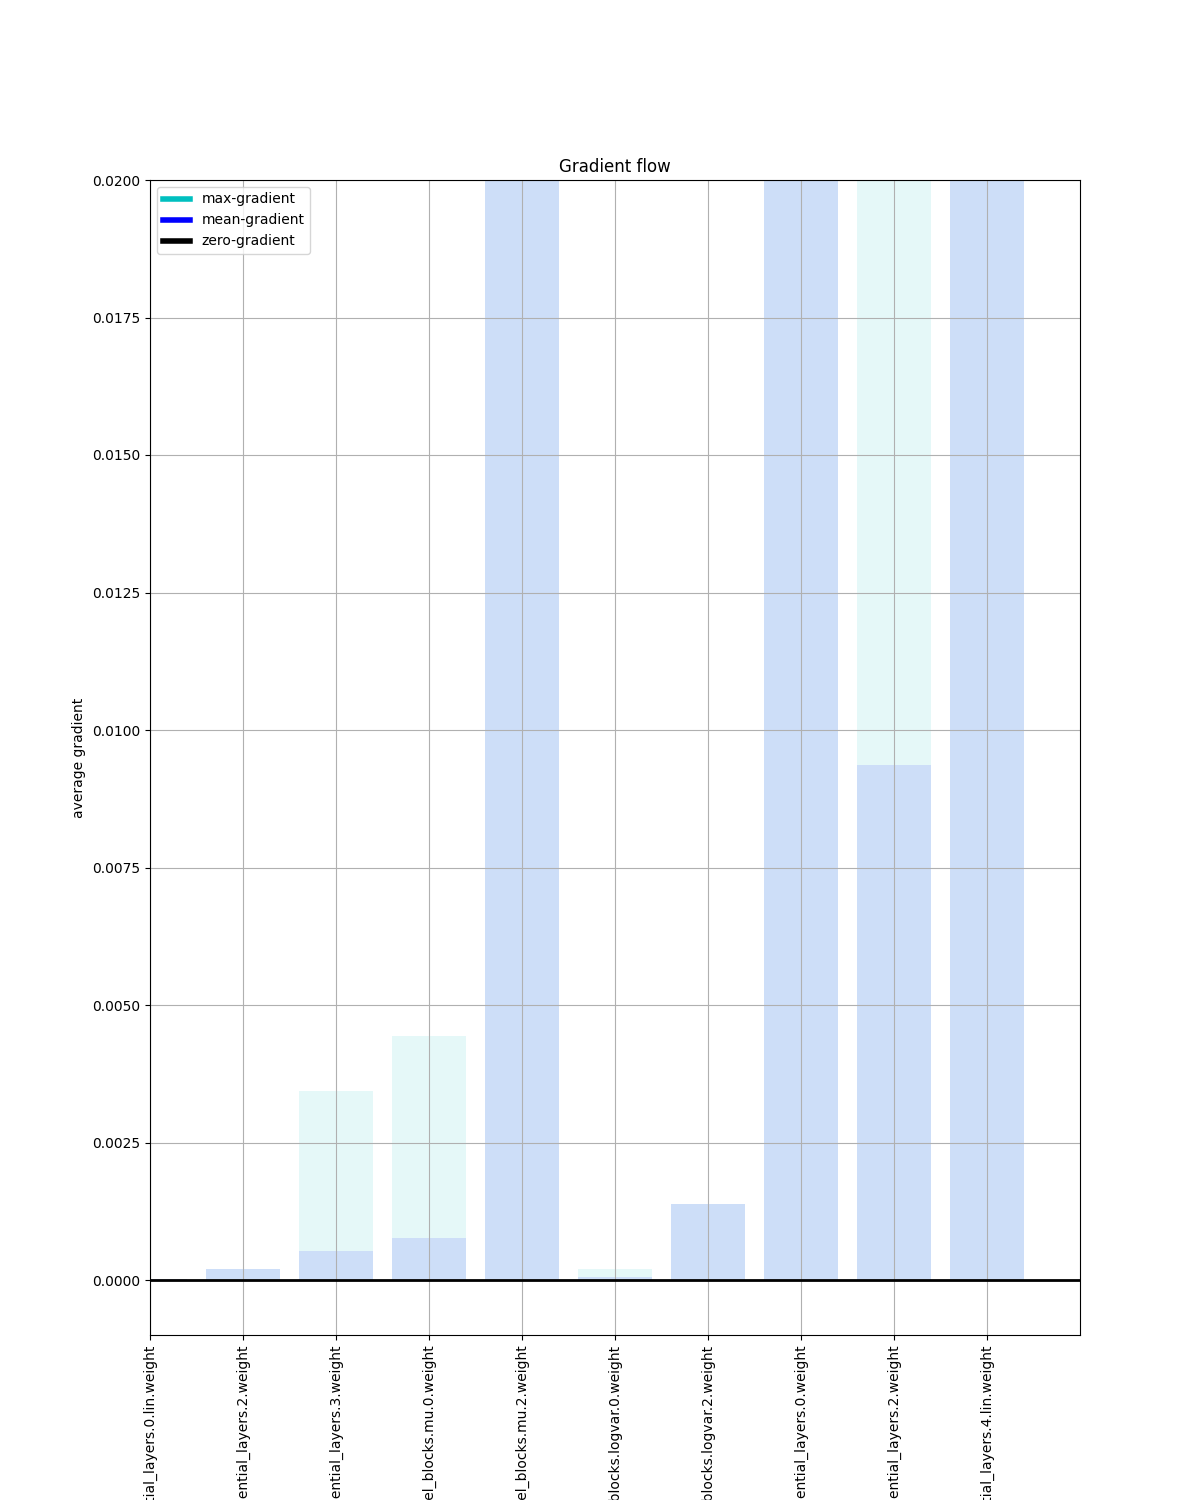 Gradient flow
max-gradient
mean-gradient
zero-gradient
0.0200
0.0175
0.0150
0.0125
0.0100
0.0075
0.0050
0.0025
0.0000
average gradient
tial_layers.0.lin.weight
ential_layers.2.weight
ential_layers.3.weight
el_blocks.mu.0.weight
el_blocks.mu.2.weight
blocks.logvar.0.weight
blocks.logvar.2.weight
ential_layers.0.weight
ential_layers.2.weight
tial_layers.4.lin.weight